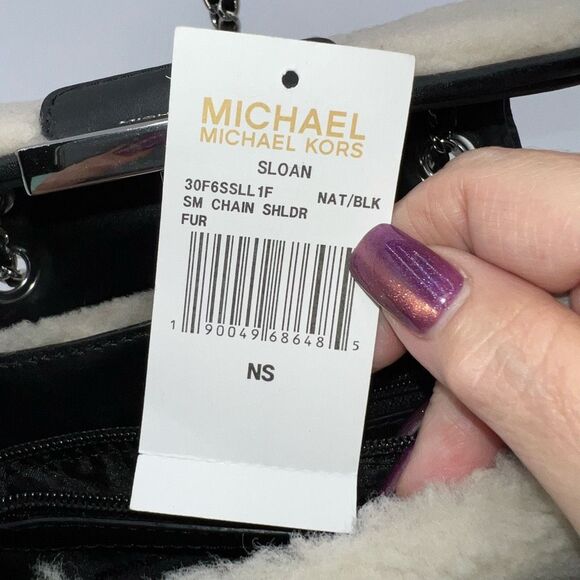 MICHAEL
MICHAEL KORS
SLOAN
30F6SSLL1F NAT/BLK
SM CHAIN SHLDR
FUR
1 90049 68648 5
NS